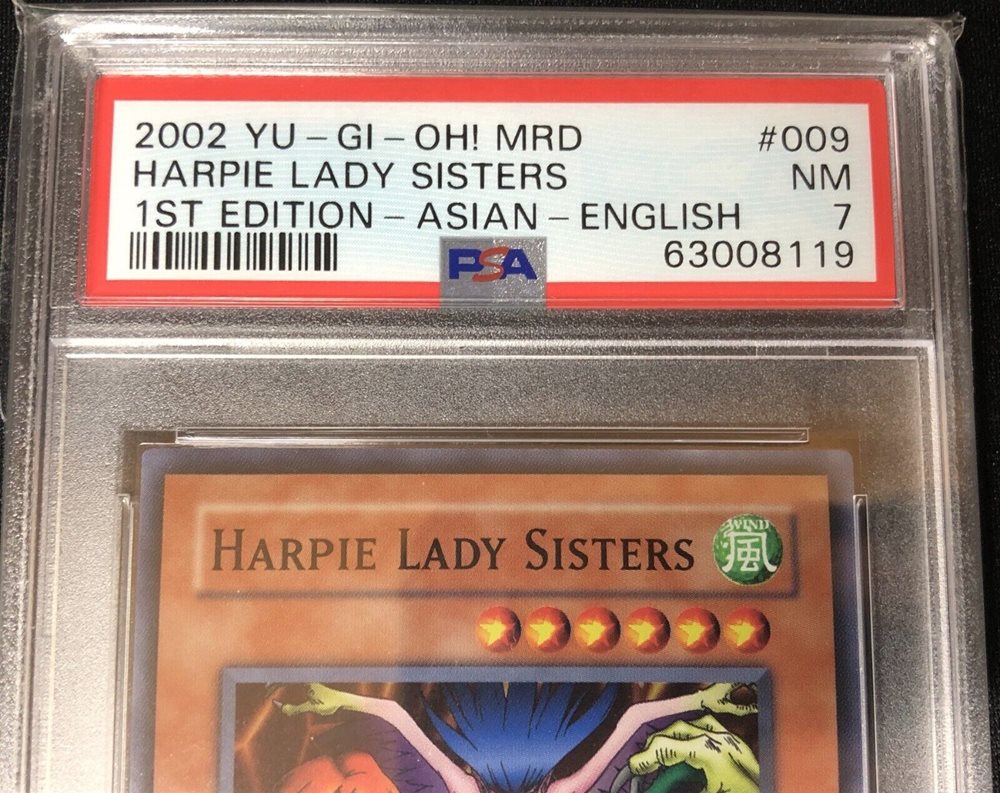 2002 YU-GI-OH! MRD #009
HARPIE LADY SISTERS NM
1ST EDITION-ASIAN-ENGLISH 7
PSA 63008119
HARPIE LADY SISTERS
WIND
風